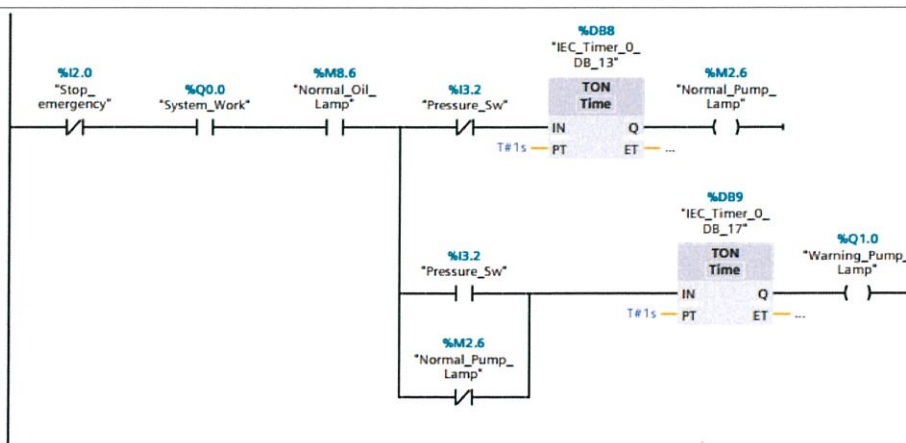 %DB8
"IEC_Timer_0_
DB_13"
%I2.0
"Stop_
emergency"
%Q0.0
"System_Work"
%M8.6
"Normal_Oil_
Lamp"
%I3.2
"Pressure_Sw"
TON
Time
%M2.6
"Normal_Pump_
Lamp"
IN Q
T#1s PT ET ...
%DB9
"IEC_Timer_0_
DB_17"
%I3.2
"Pressure_Sw"
TON
Time
%Q1.0
"Warning_Pump_
Lamp"
IN Q
T#1s PT ET ...
%M2.6
"Normal_Pump_
Lamp"